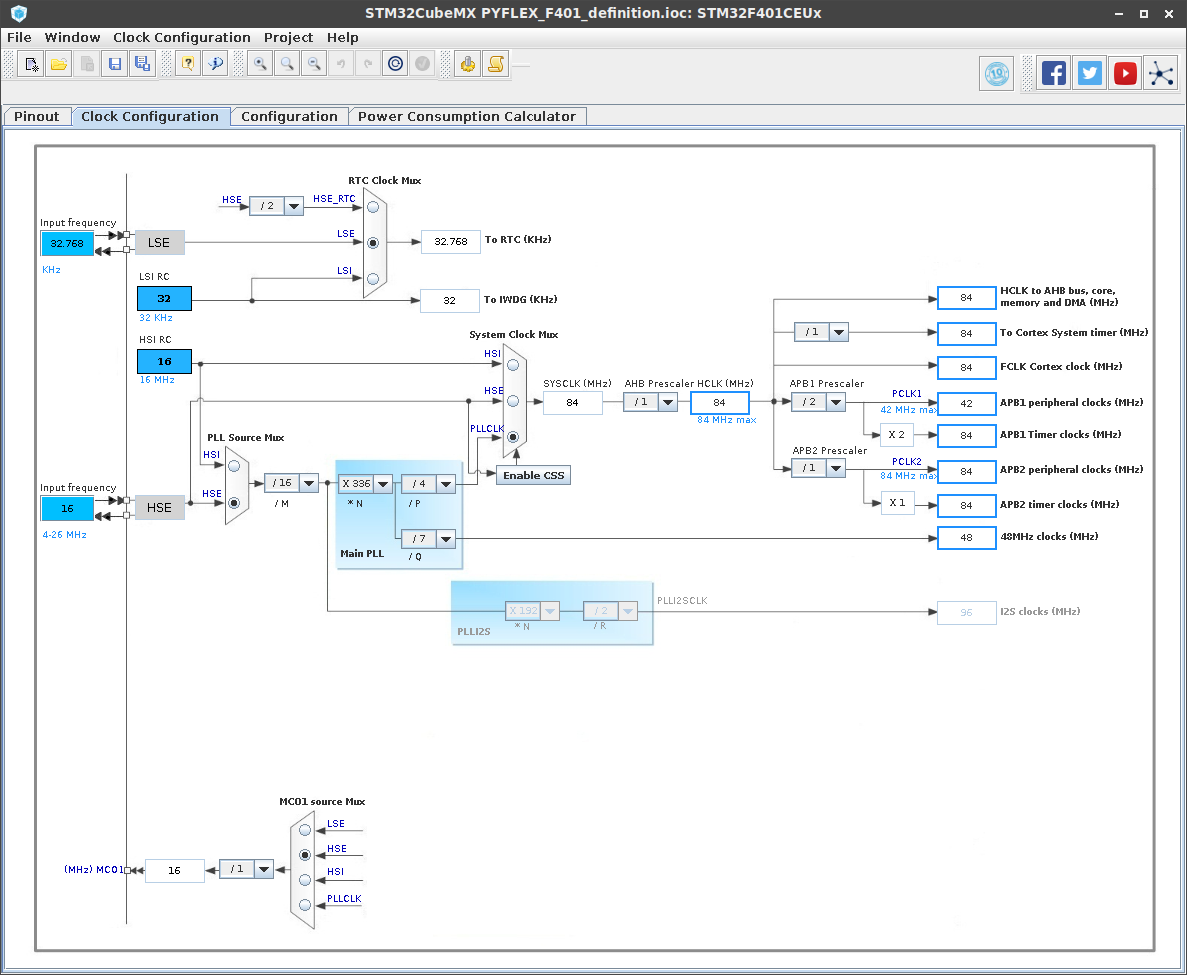 STM32CubeMX PYFLEX_F401_definition.ioc: STM32F401CEUx
File Window Clock Configuration Project Help
Pinout Clock Configuration Configuration Power Consumption Calculator
RTC Clock Mux
HSE / 2 HSE_RTC
Input frequency
32.768 LSE LSE 32.768 To RTC (KHz)
KHz
LSI RC LSI
32 32 To IWDG (KHz)
32 KHz
HSI RC
16
16 MHz
System Clock Mux
HSI
HSE
PLLCLK
SYSCLK (MHz) AHB Prescaler HCLK (MHz)
84 / 1 84
84 MHz max
Enable CSS
84 HCLK to AHB bus, core,
memory and DMA (MHz)
/ 1 84 To Cortex System timer (MHz)
84 FCLK Cortex clock (MHz)
APB1 Prescaler
/ 2 PCLK1 42 APB1 peripheral clocks (MHz)
42 MHz max
X 2 84 APB1 Timer clocks (MHz)
APB2 Prescaler
/ 1 PCLK2 84 APB2 peripheral clocks (MHz)
84 MHz max
X 1 84 APB2 timer clocks (MHz)
48 48MHz clocks (MHz)
PLL Source Mux
HSI
HSE
Input frequency
16 HSE
4-26 MHz
/ 16
/ M
X 336 / 4
* N / P
/ 7
Main PLL / Q
X 192 / 2 PLLI2SCLK 96 I2S clocks (MHz)
PLLI2S * N / R
MCO1 source Mux
LSE
HSE
HSI
PLLCLK
(MHz) MCO1 16 / 1